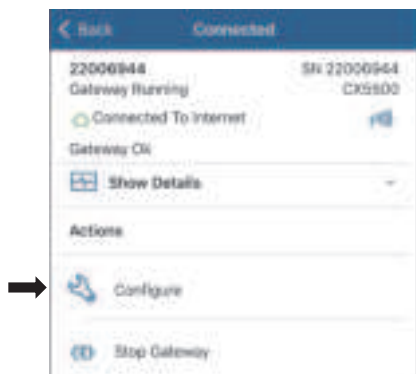 Back Connected
22006944 SN 22006944
Gateway Running CX5500
Connected To Internet
Gateway Ok
Show Details
Actions
Configure
Stop Gateway